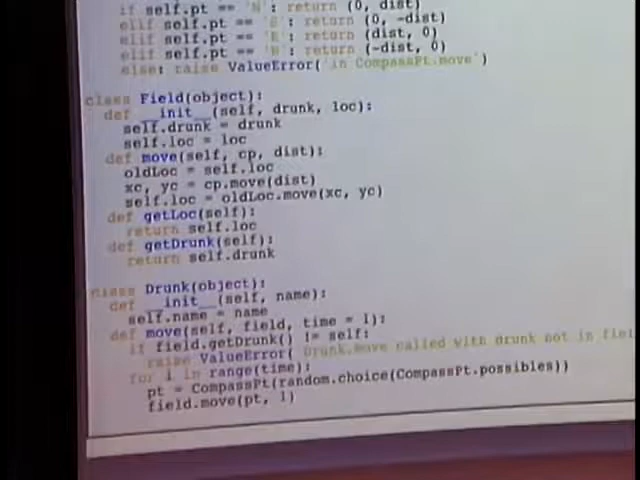 if self.pt == 'N': return (0, dist)
elif self.pt == 'S': return (0, -dist)
elif self.pt == 'E': return (dist, 0)
elif self.pt == 'W': return (-dist, 0)
else: raise ValueError('in CompassPt.move')
class Field(object):
def __init__(self, drunk, loc):
self.drunk = drunk
self.loc = loc
def move(self, cp, dist):
oldLoc = self.loc
xc, yc = cp.move(dist)
self.loc = oldLoc.move(xc, yc)
def getLoc(self):
return self.loc
def getDrunk(self):
return self.drunk
class Drunk(object):
def __init__(self, name):
self.name = name
def move(self, field, time = 1):
if field.getDrunk() != self:
raise ValueError('Drunk.move called with drunk not in fiel
for i in range(time):
pt = CompassPt(random.choice(CompassPt.possibles))
field.move(pt, 1)